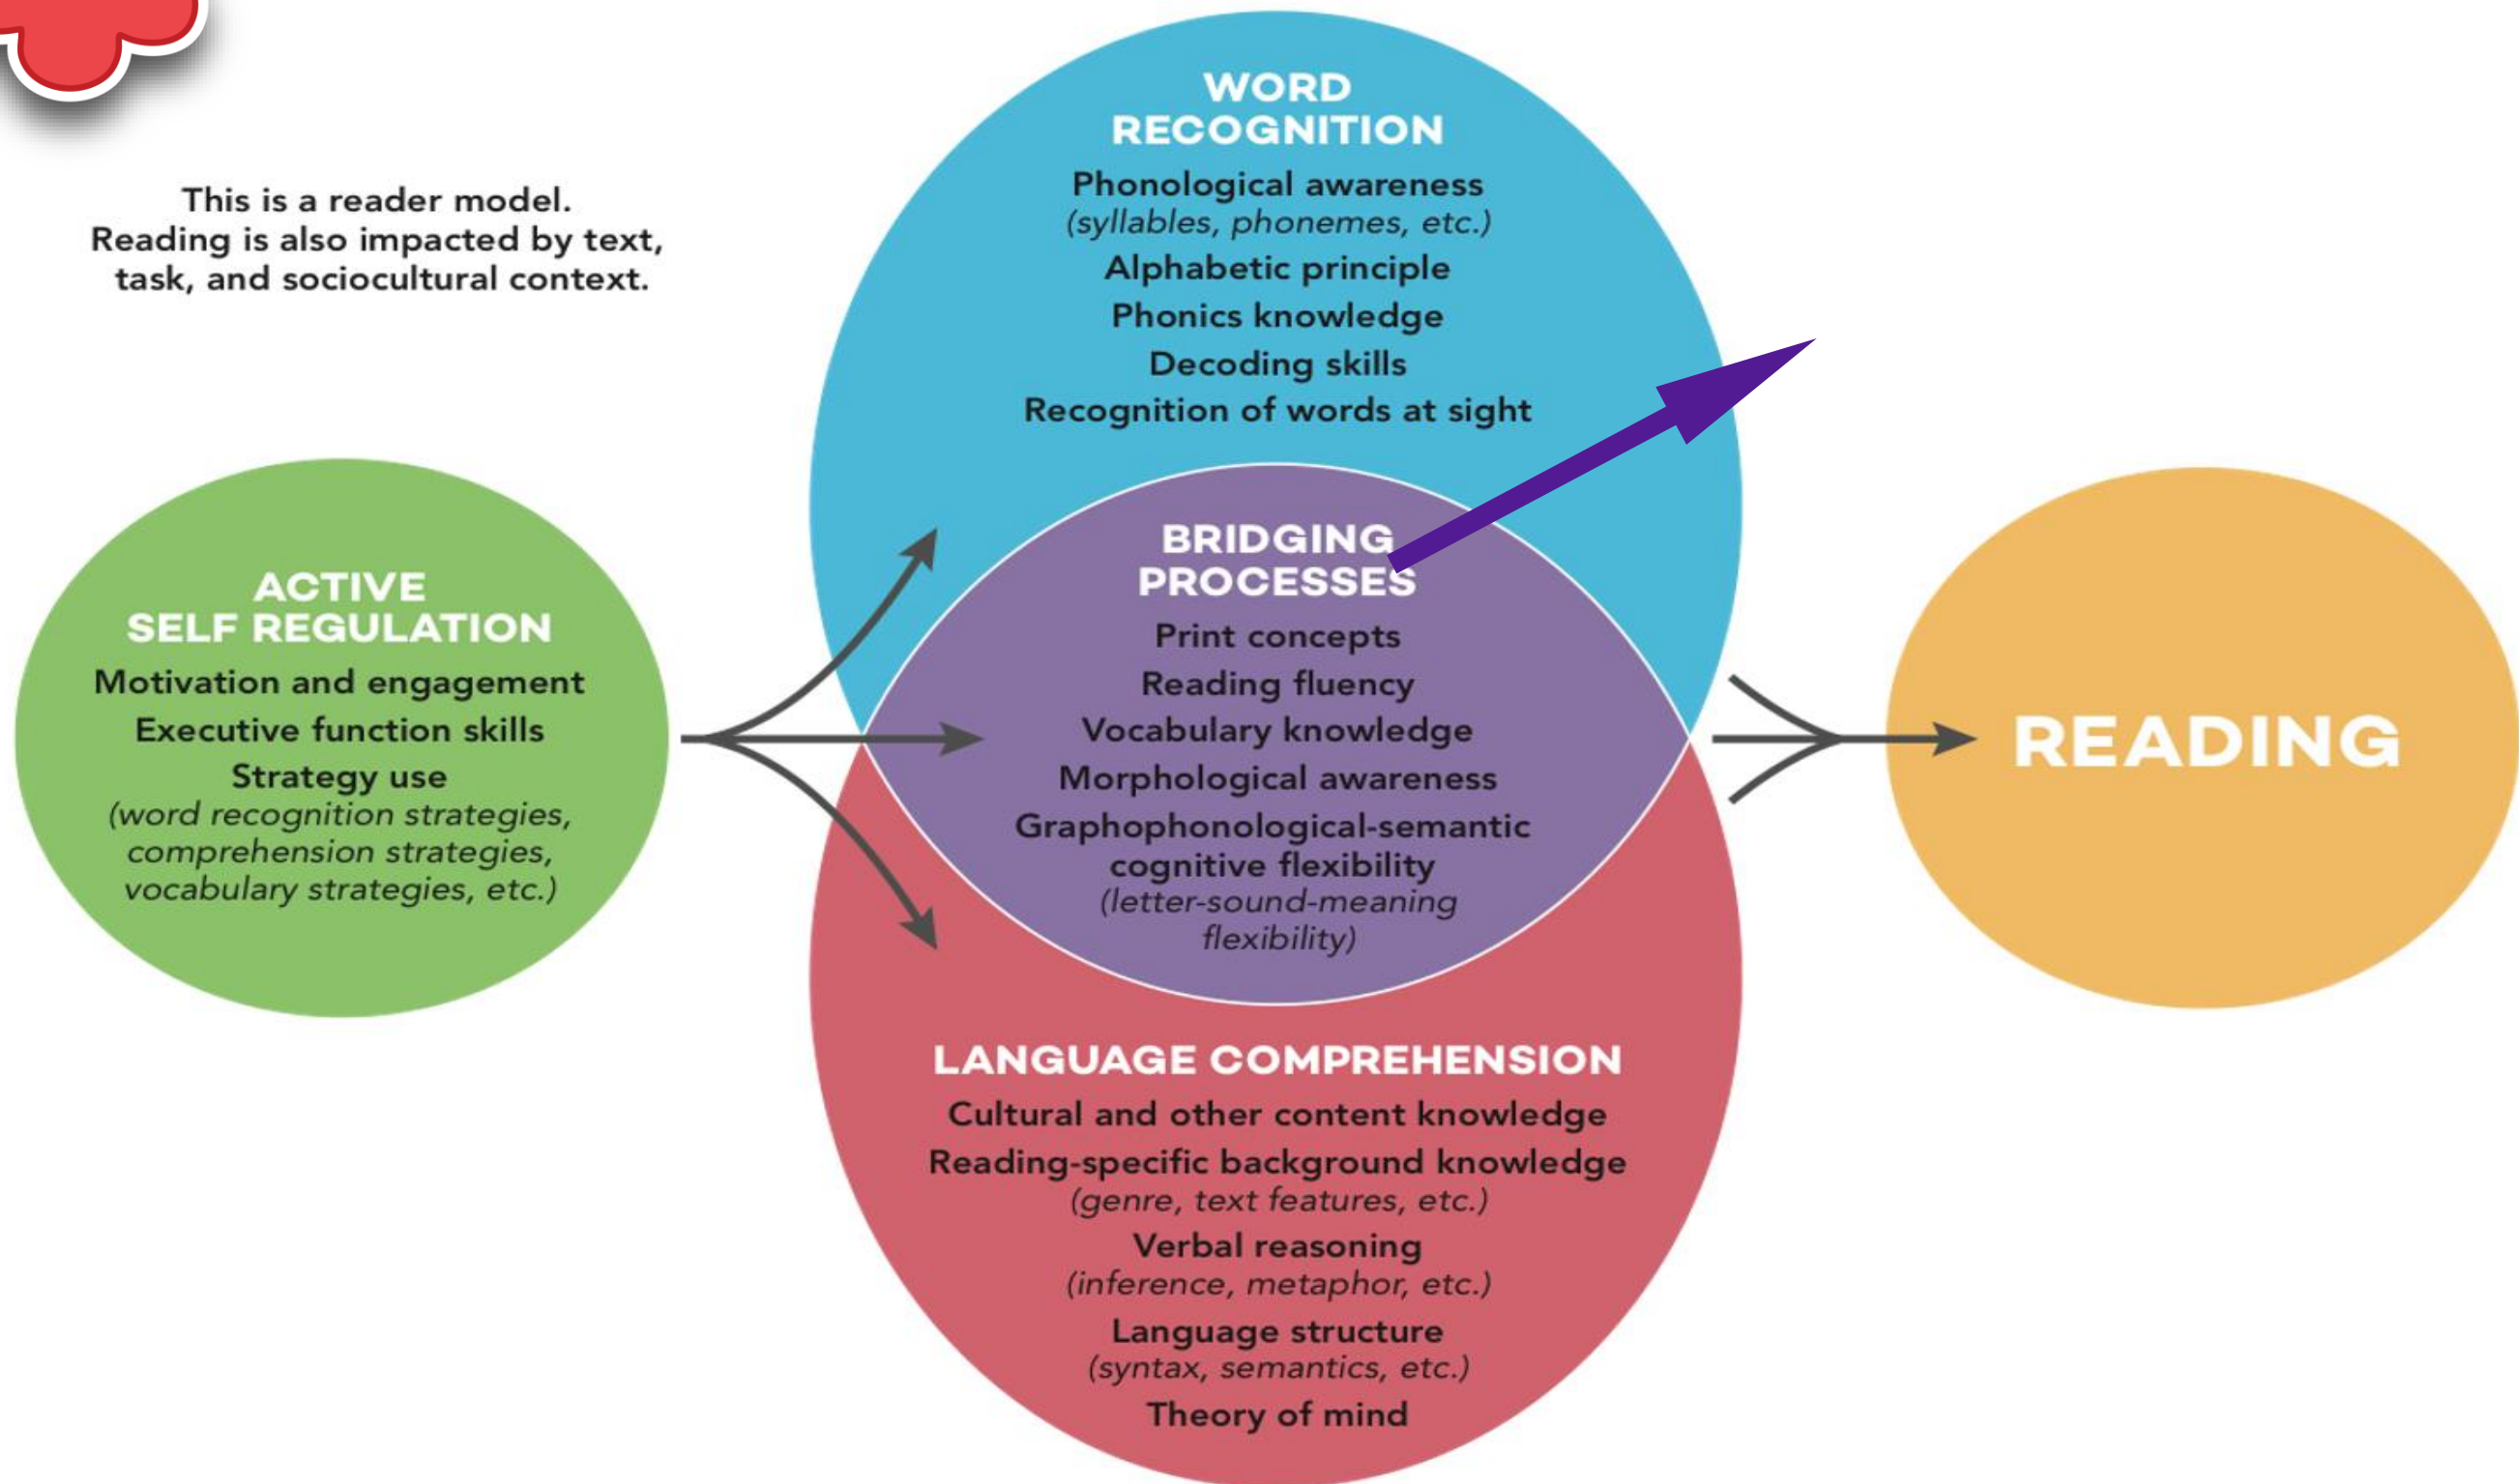 This is a reader model.
Reading is also impacted by text,
task, and sociocultural context.
ACTIVE
SELF REGULATION
Motivation and engagement
Executive function skills
Strategy use
(word recognition strategies,
comprehension strategies,
vocabulary strategies, etc.)
WORD
RECOGNITION
Phonological awareness
(syllables, phonemes, etc.)
Alphabetic principle
Phonics knowledge
Decoding skills
Recognition of words at sight
BRIDGING
PROCESSES
Print concepts
Reading fluency
Vocabulary knowledge
Morphological awareness
Graphophonological-semantic
cognitive flexibility
(letter-sound-meaning
flexibility)
LANGUAGE COMPREHENSION
Cultural and other content knowledge
Reading-specific background knowledge
(genre, text features, etc.)
Verbal reasoning
(inference, metaphor, etc.)
Language structure
(syntax, semantics, etc.)
Theory of mind
READING